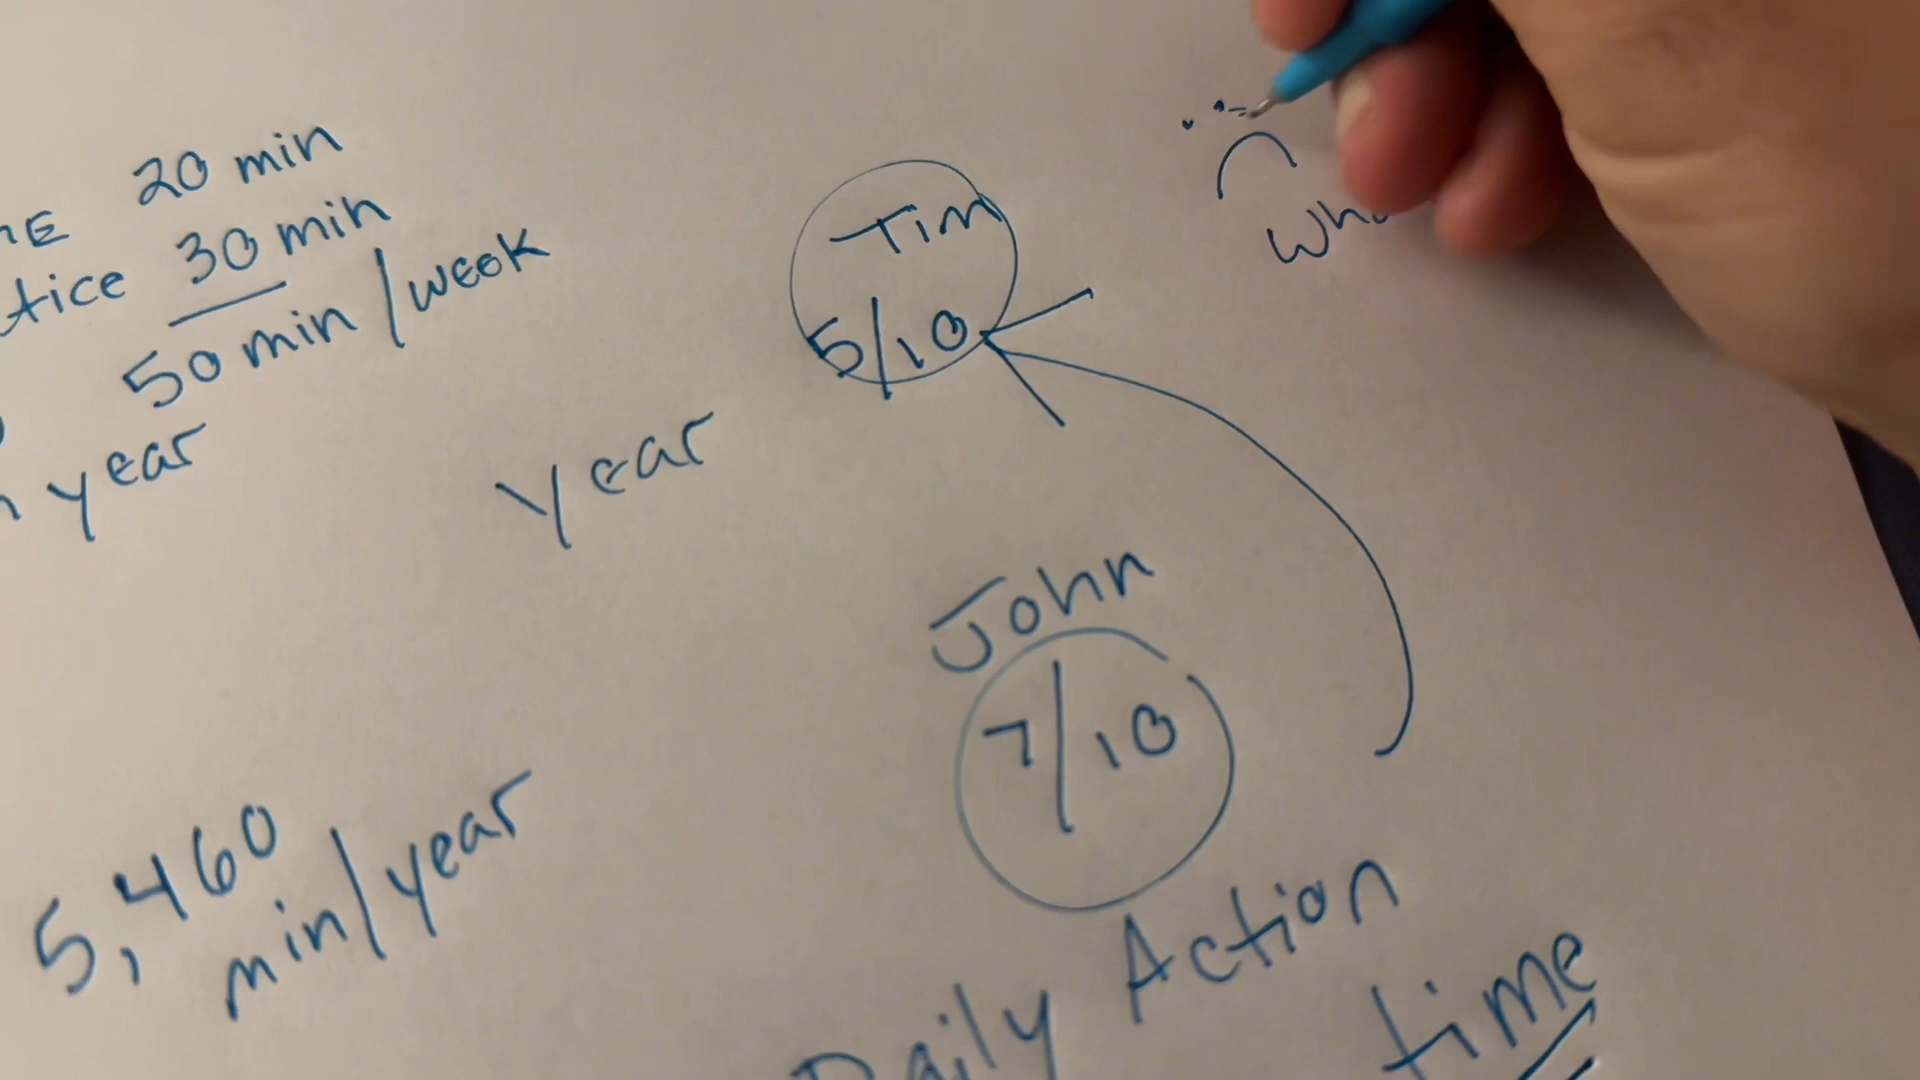 20 min
tice 30 min
50 min/week
year
Year
Tim
5/10
John
7/10
5,460
min/year
Daily Action
time